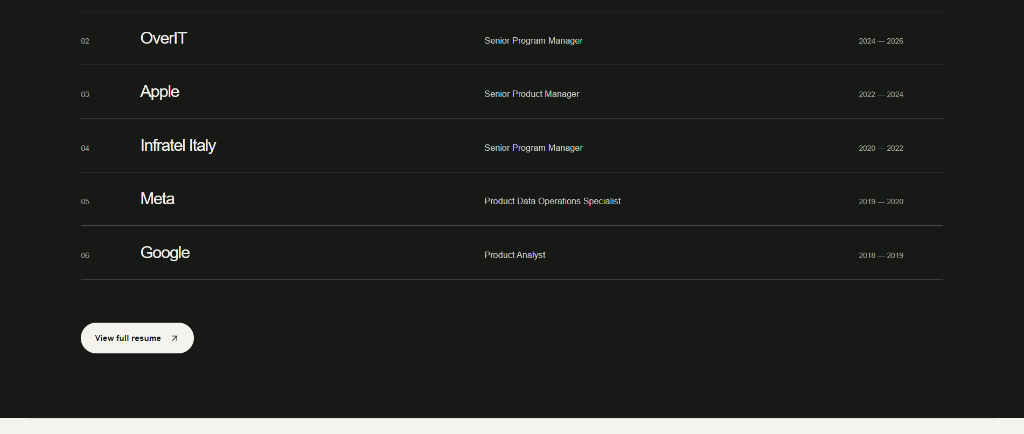 02 OverIT Senior Program Manager 2024 — 2026
03 Apple Senior Product Manager 2022 — 2024
04 Infratel Italy Senior Program Manager 2020 — 2022
05 Meta Product Data Operations Specialist 2019 — 2020
06 Google Product Analyst 2018 — 2019
View full resume